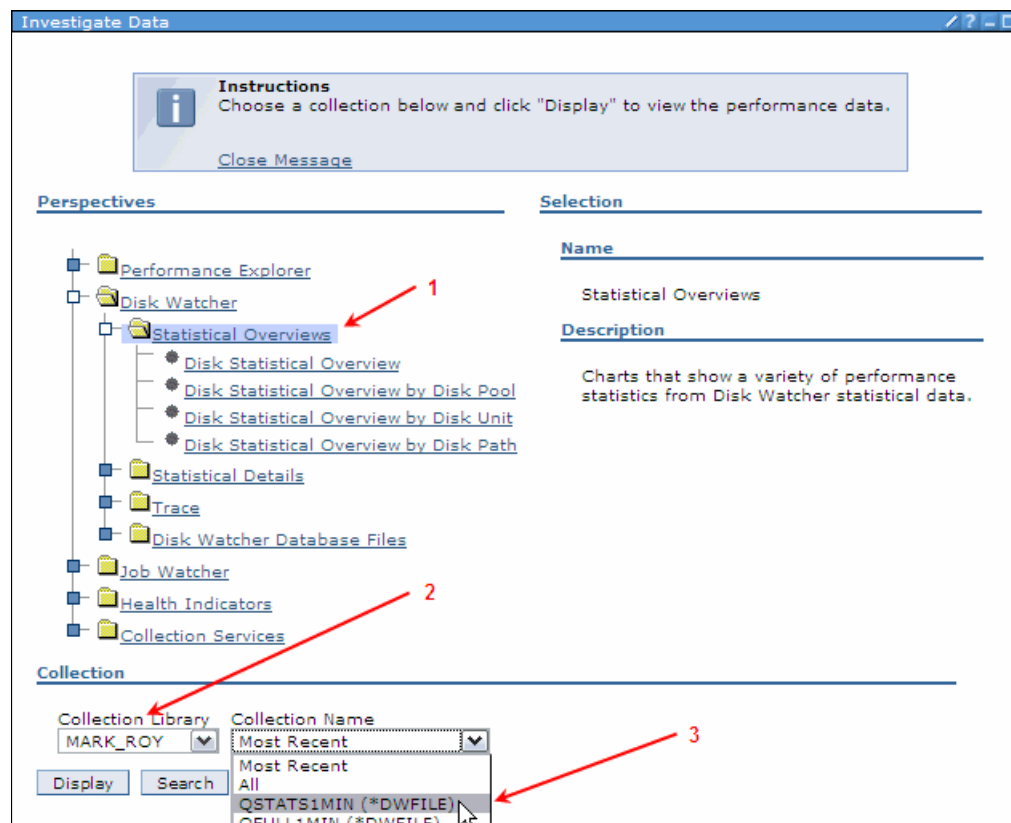 Investigate Data
Instructions
Choose a collection below and click "Display" to view the performance data.
Close Message
Perspectives
Selection
Performance Explorer
Disk Watcher
1
Statistical Overviews
Disk Statistical Overview
Disk Statistical Overview by Disk Pool
Disk Statistical Overview by Disk Unit
Disk Statistical Overview by Disk Path
Statistical Details
Trace
Disk Watcher Database Files
Job Watcher
Health Indicators
Collection Services
2
Name
Statistical Overviews
Description
Charts that show a variety of performance
statistics from Disk Watcher statistical data.
Collection
Collection Library
Collection Name
MARK_ROY
Most Recent
3
Display
Search
Most Recent
All
QSTATS1MIN (*DWFILE)
QFULL1MIN (*DWFILE)